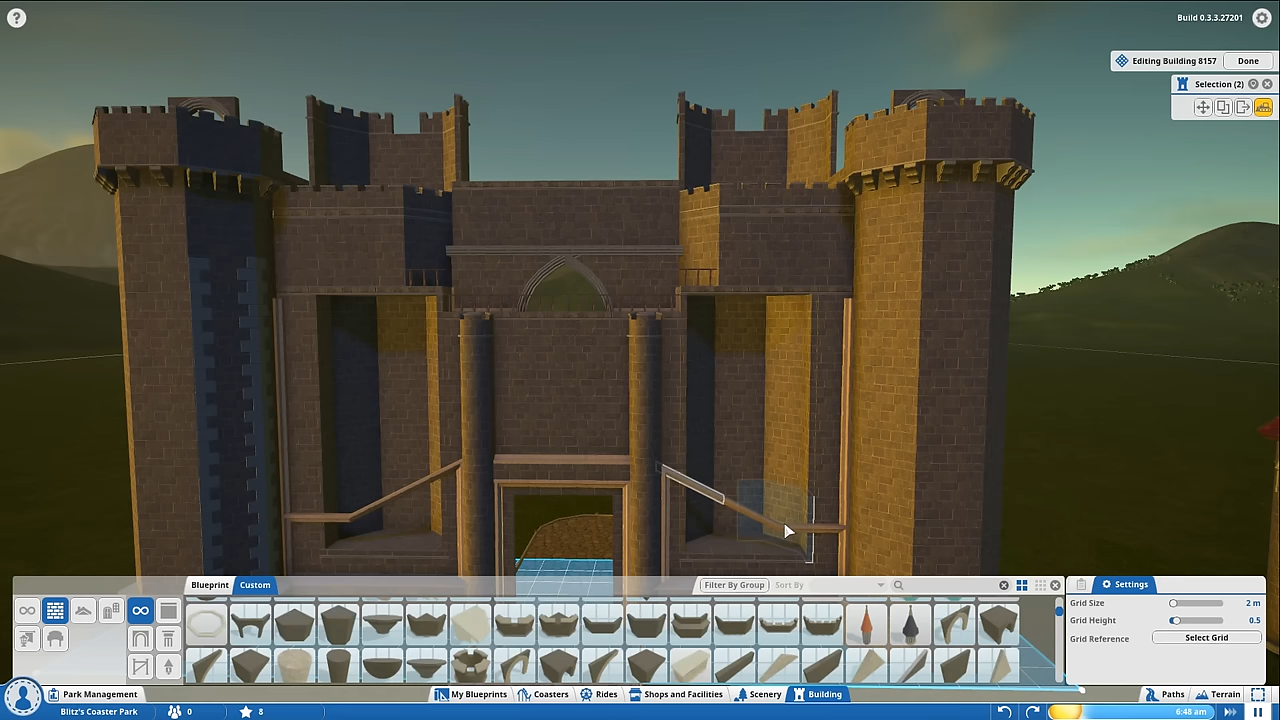 ?
Build 0.3.3.27201
Editing Building 8157 Done
Selection (2)
Blueprint Custom
Filter By Group Sort By
Settings
Grid Size 2 m
Grid Height 0.5
Grid Reference Select Grid
Park Management My Blueprints Coasters Rides Shops and Facilities Scenery Building Paths Terrain
Blitz's Coaster Park 0 8 6:48 am